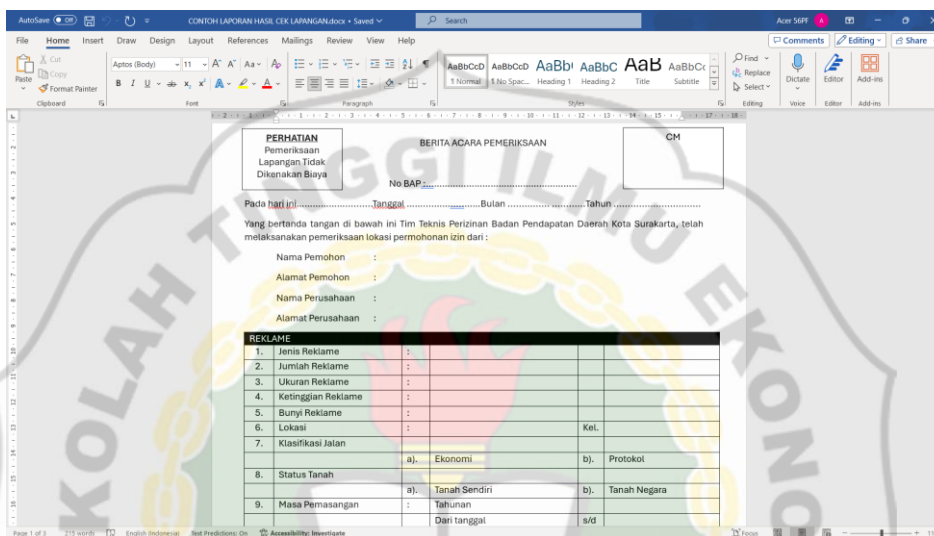 AutoSave Off CONTOH LAPORAN HASIL CEK LAPANGAN.docx • Saved Search Acer 56PF A
File Home Insert Draw Design Layout References Mailings Review View Help Comments Editing Share
Paste Cut Copy Format Painter
Aptos (Body) 11
AaBbCcD AaBbCcD AaBb( AaBbC AaB AaBbCc
1 Normal 1 No Spac... Heading 1 Heading 2 Title Subtitle
Find Replace Select Dictate Editor Add-ins
Clipboard Font Paragraph Styles Editing Voice Editor Add-ins
PERHATIAN
Pemeriksaan
Lapangan Tidak
Dikenakan Biaya
BERITA ACARA PEMERIKSAAN
CM
No BAP :
Pada hari ini Tanggal Bulan Tahun
Yang bertanda tangan di bawah ini Tim Teknis Perizinan Badan Pendapatan Daerah Kota Surakarta, telah
melaksanakan pemeriksaan lokasi permohonan izin dari :
Nama Pemohon :
Alamat Pemohon :
Nama Perusahaan :
Alamat Perusahaan :
REKLAME
1. Jenis Reklame :
2. Jumlah Reklame :
3. Ukuran Reklame :
4. Ketinggian Reklame :
5. Bunyi Reklame :
6. Lokasi : Kel.
7. Klasifikasi Jalan
a). Ekonomi b). Protokol
8. Status Tanah
a). Tanah Sendiri b). Tanah Negara
9. Masa Pemasangan : Tahunan
Dari tanggal s/d
Page 1 of 3 215 words English (Indonesia) Text Predictions: On Accessibility: Investigate Focus
KOLAH TINGGI ILMU EKONO